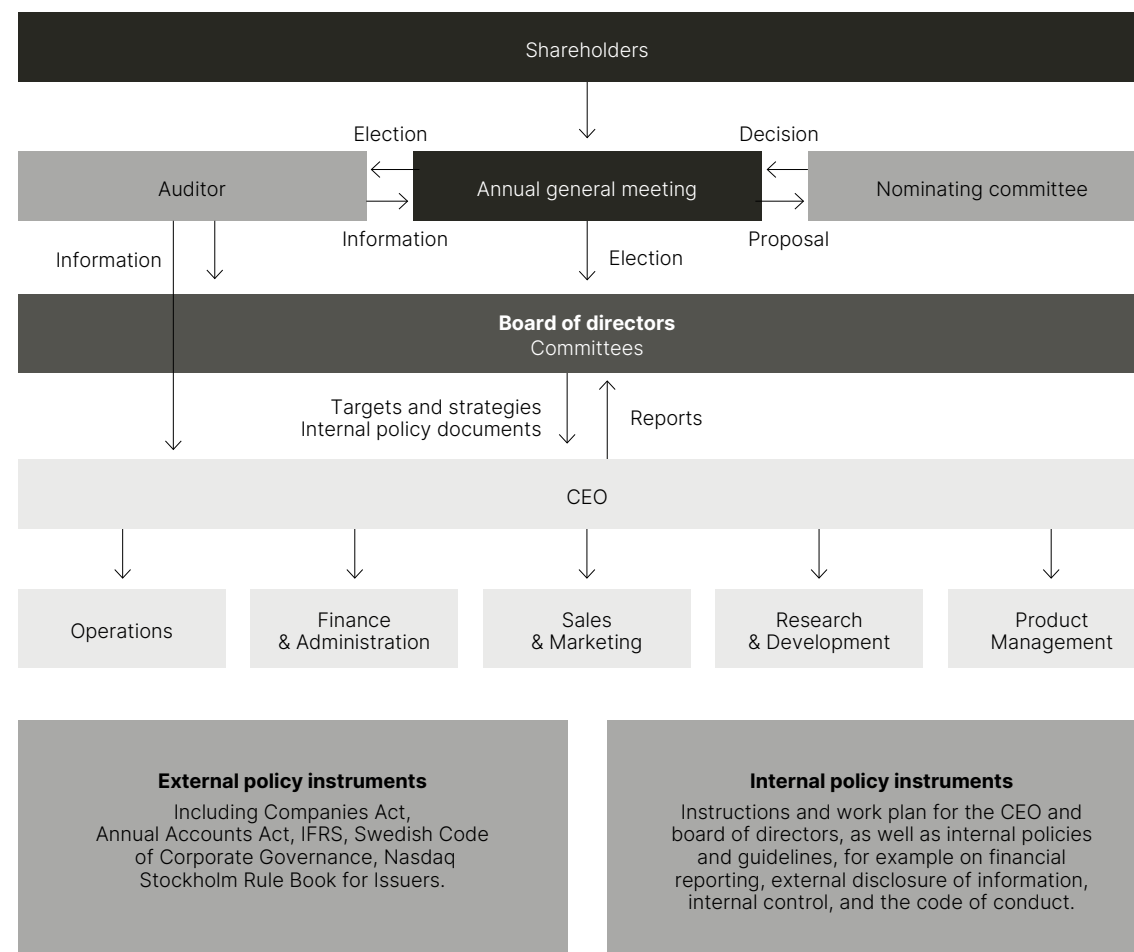 Shareholders
Election
Decision
Auditor
Annual general meeting
Nominating committee
Information
Proposal
Information
Election
Board of directors
Committees
Targets and strategies
Internal policy documents
Reports
CEO
Operations
Finance
& Administration
Sales
& Marketing
Research
& Development
Product
Management
External policy instruments
Including Companies Act,
Annual Accounts Act, IFRS, Swedish Code
of Corporate Governance, Nasdaq
Stockholm Rule Book for Issuers.
Internal policy instruments
Instructions and work plan for the CEO and
board of directors, as well as internal policies
and guidelines, for example on financial
reporting, external disclosure of information,
internal control, and the code of conduct.